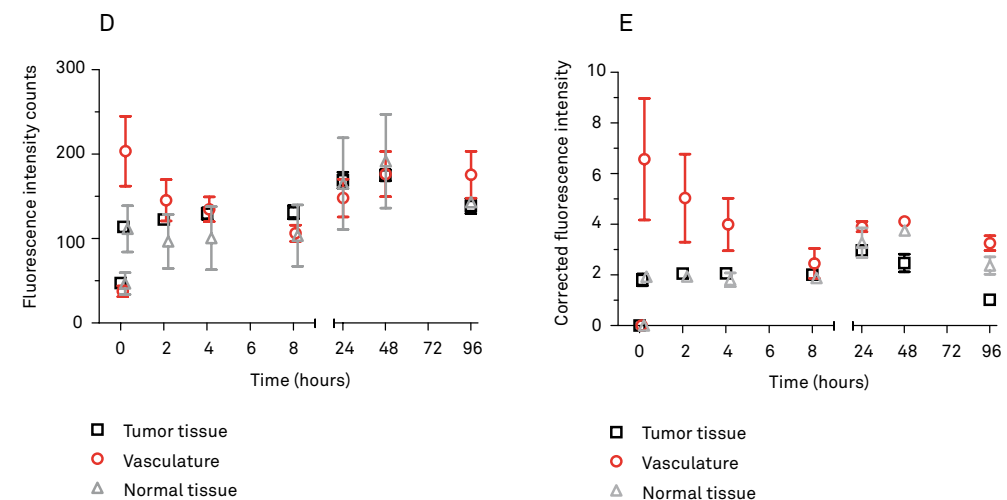 D
Fluorescence intensity counts
300
200
100
0
0 2 4 6 8 24 48 72 96
Time (hours)
Tumor tissue
Vasculature
Normal tissue
E
Corrrected fluorescence intensity
10
8
6
4
2
0
0 2 4 6 8 24 48 72 96
Time (hours)
Tumor tissue
Vasculature
Normal tissue